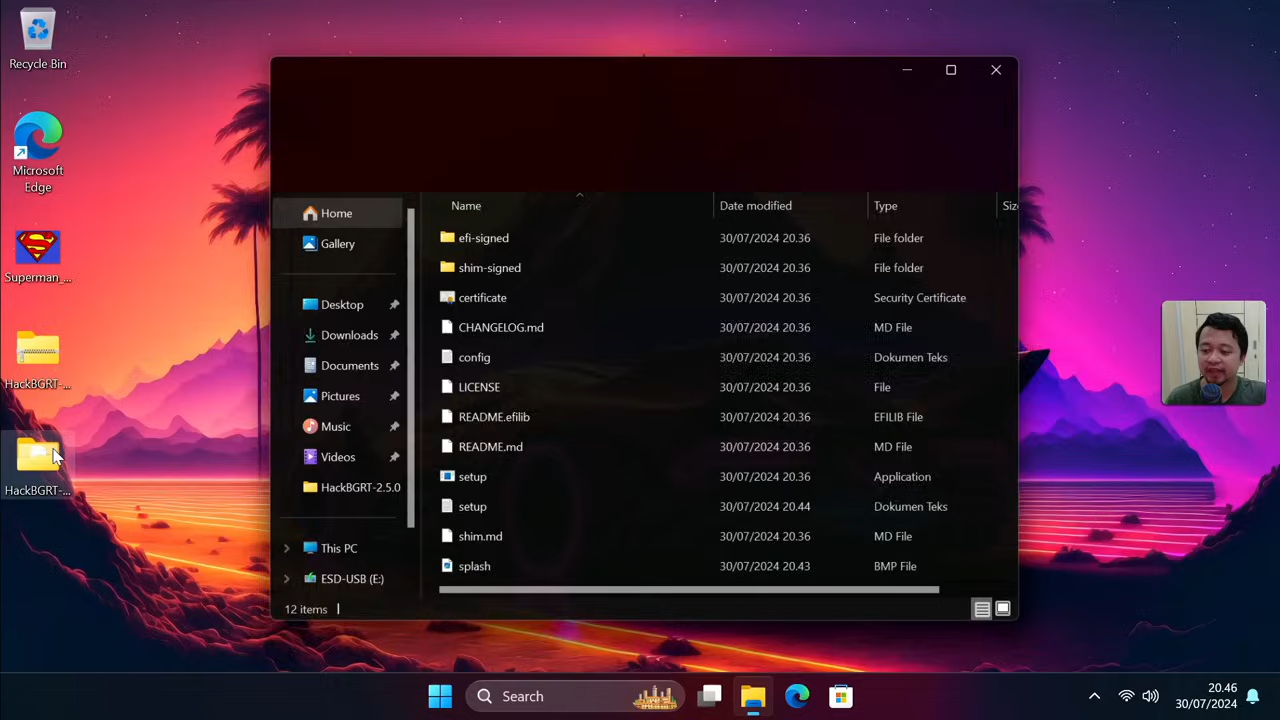 Recycle Bin
Microsoft
Edge
Superman_...
HackBGRT-...
HackBGRT-...
Home
Gallery
Desktop
Downloads
Documents
Pictures
Music
Videos
HackBGRT-2.5.0
This PC
ESD-USB (E:)
Name Date modified Type Siz
efi-signed 30/07/2024 20.36 File folder
shim-signed 30/07/2024 20.36 File folder
certificate 30/07/2024 20.36 Security Certificate
CHANGELOG.md 30/07/2024 20.36 MD File
config 30/07/2024 20.36 Dokumen Teks
LICENSE 30/07/2024 20.36 File
README.efilib 30/07/2024 20.36 EFILIB File
README.md 30/07/2024 20.36 MD File
setup 30/07/2024 20.36 Application
setup 30/07/2024 20.44 Dokumen Teks
shim.md 30/07/2024 20.36 MD File
splash 30/07/2024 20.43 BMP File
12 items
Search
20.46
30/07/2024